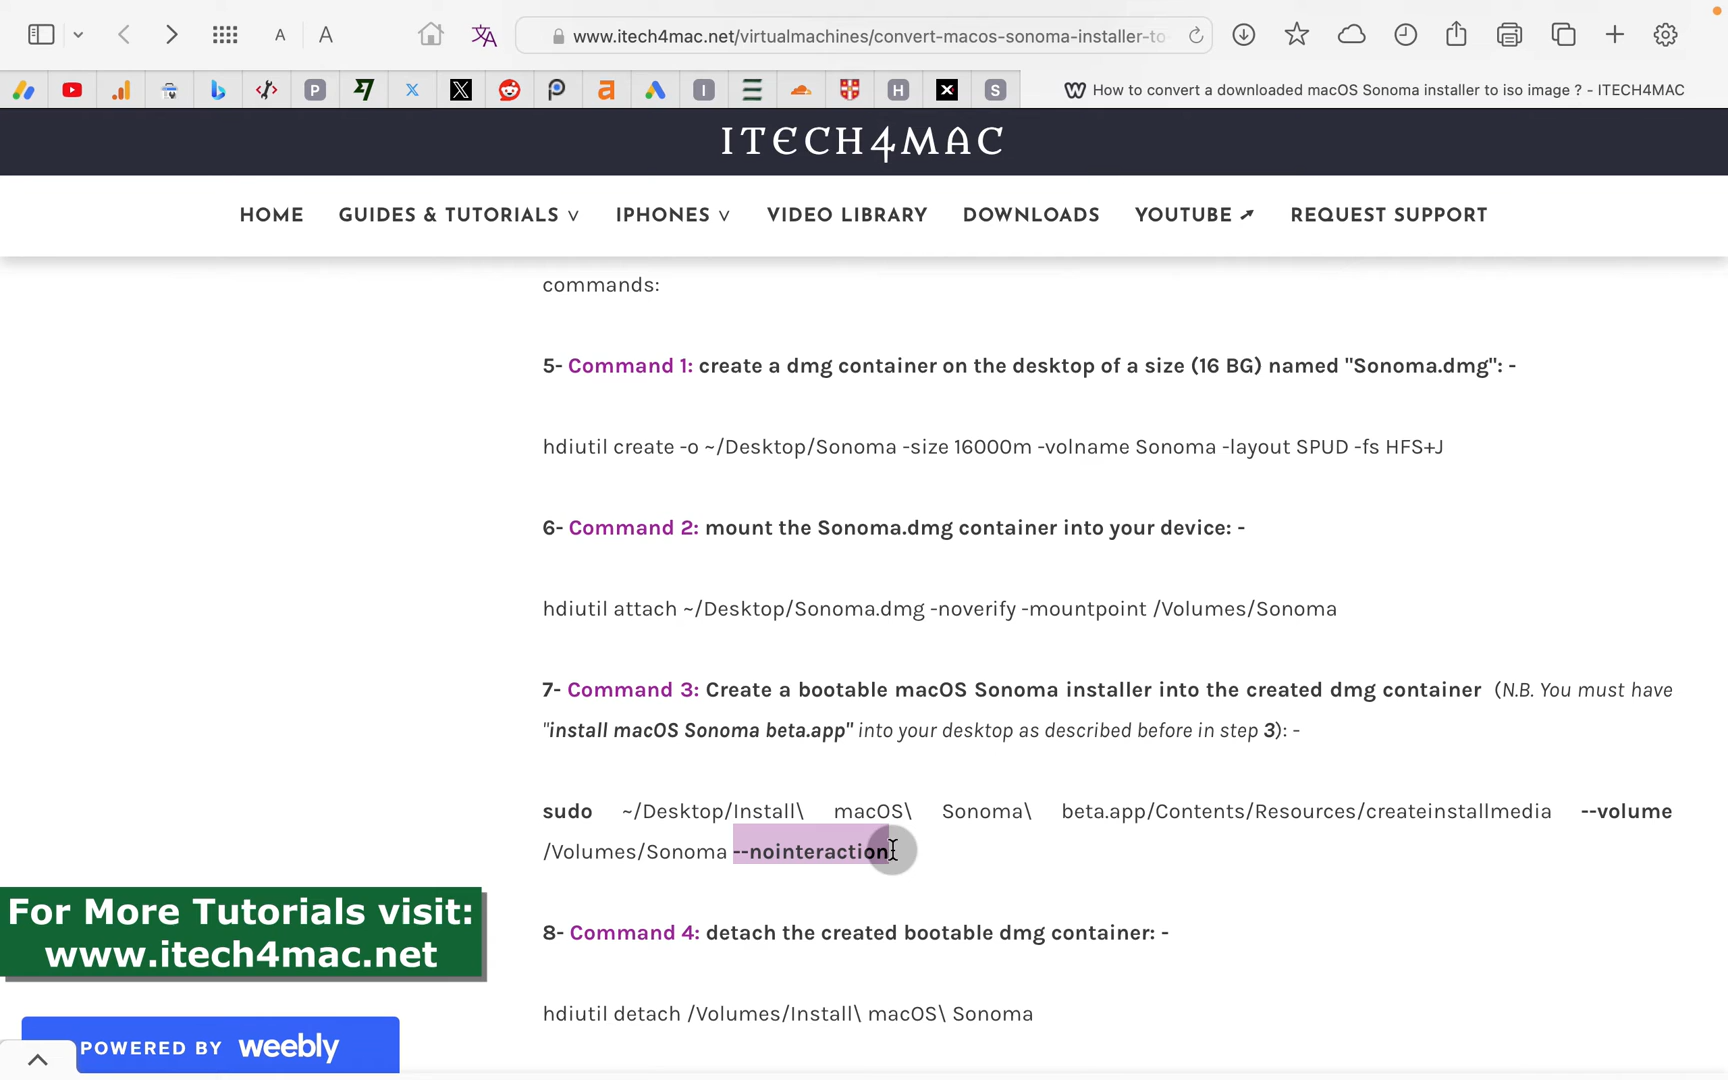 A A www.itech4mac.net/virtualmachines/convert-macos-sonoma-installer-to-
P I H S How to convert a downloaded macOS Sonoma installer to iso image ? - ITECH4MAC
ITECH4MAC
HOME GUIDES & TUTORIALS IPHONES VIDEO LIBRARY DOWNLOADS YOUTUBE REQUEST SUPPORT
commands:
5- Command 1: create a dmg container on the desktop of a size (16 BG) named "Sonoma.dmg": -
hdiutil create -o ~/Desktop/Sonoma -size 16000m -volname Sonoma -layout SPUD -fs HFS+J
6- Command 2: mount the Sonoma.dmg container into your device: -
hdiutil attach ~/Desktop/Sonoma.dmg -noverify -mountpoint /Volumes/Sonoma
7- Command 3: Create a bootable macOS Sonoma installer into the created dmg container (N.B. You must have
"install macOS Sonoma beta.app" into your desktop as described before in step 3): -
sudo ~/Desktop/Install\ macOS\ Sonoma\ beta.app/Contents/Resources/createinstallmedia --volume
/Volumes/Sonoma --nointeraction
8- Command 4: detach the created bootable dmg container: -
hdiutil detach /Volumes/Install\ macOS\ Sonoma
For More Tutorials visit:
www.itech4mac.net
POWERED BY weebly